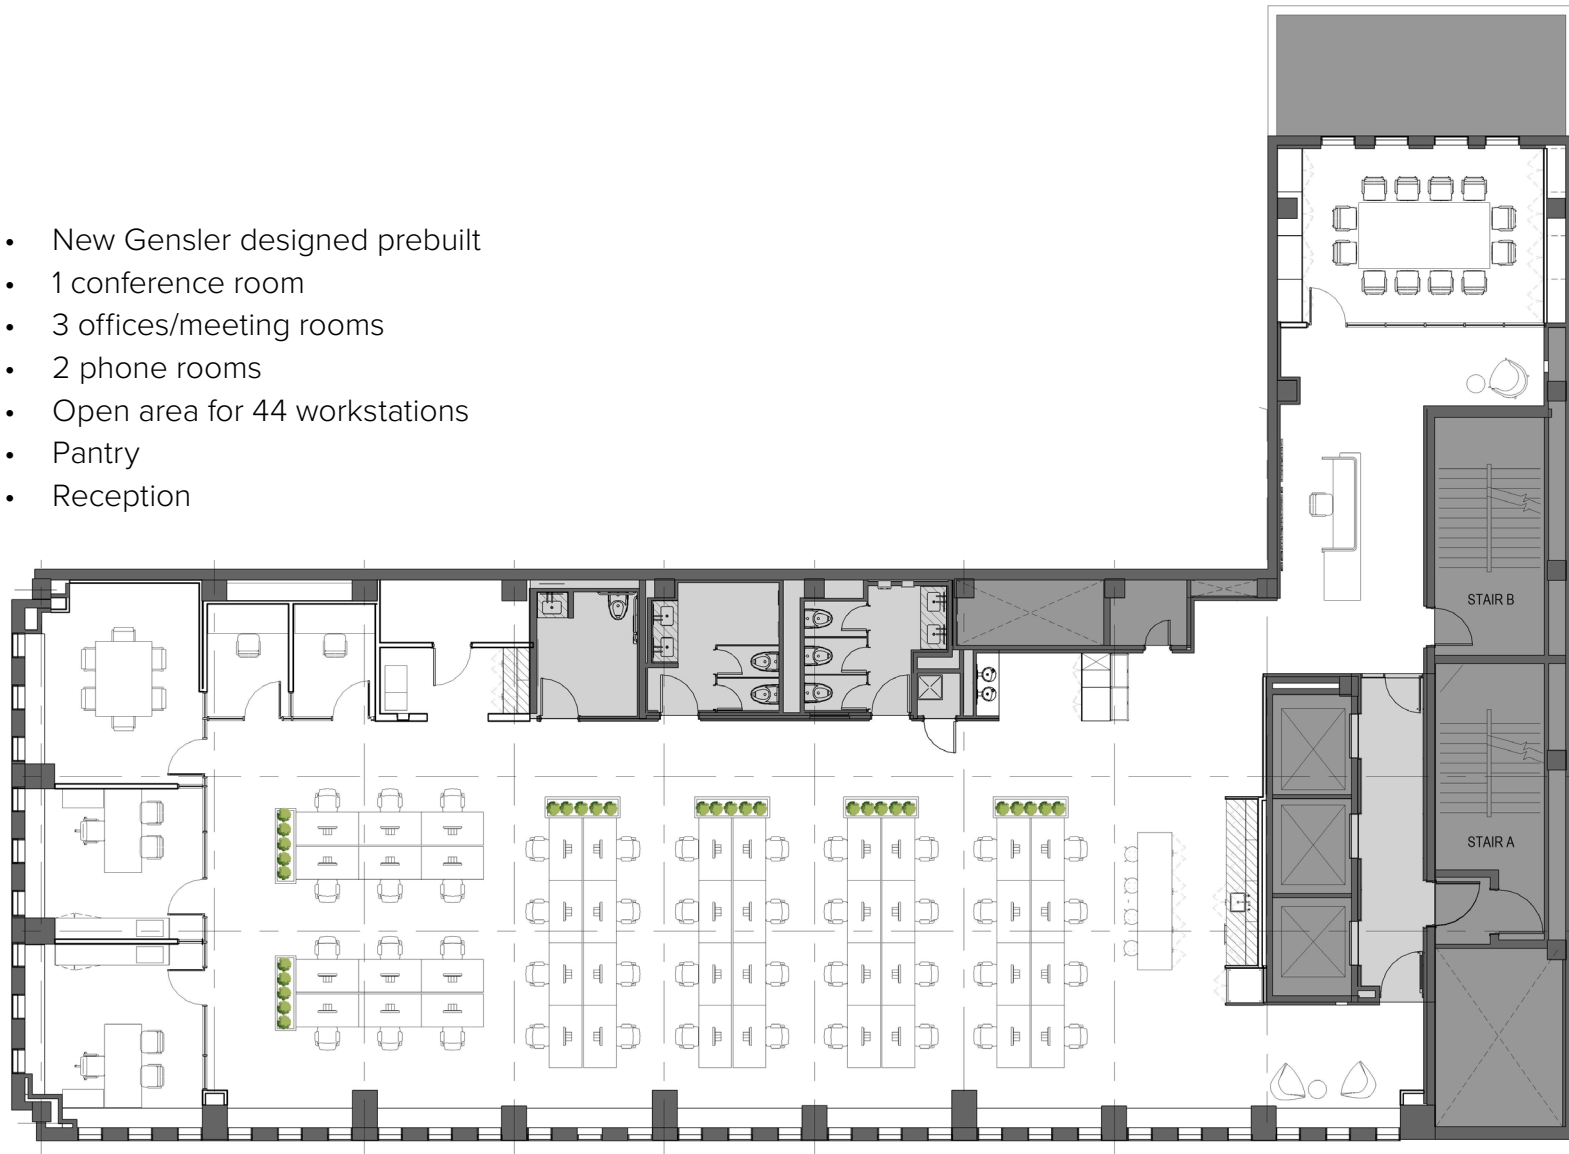 • New Gensler designed prebuilt
• 1 conference room
• 3 offices/meeting rooms
• 2 phone rooms
• Open area for 44 workstations
• Pantry
• Reception
STAIR B
STAIR A